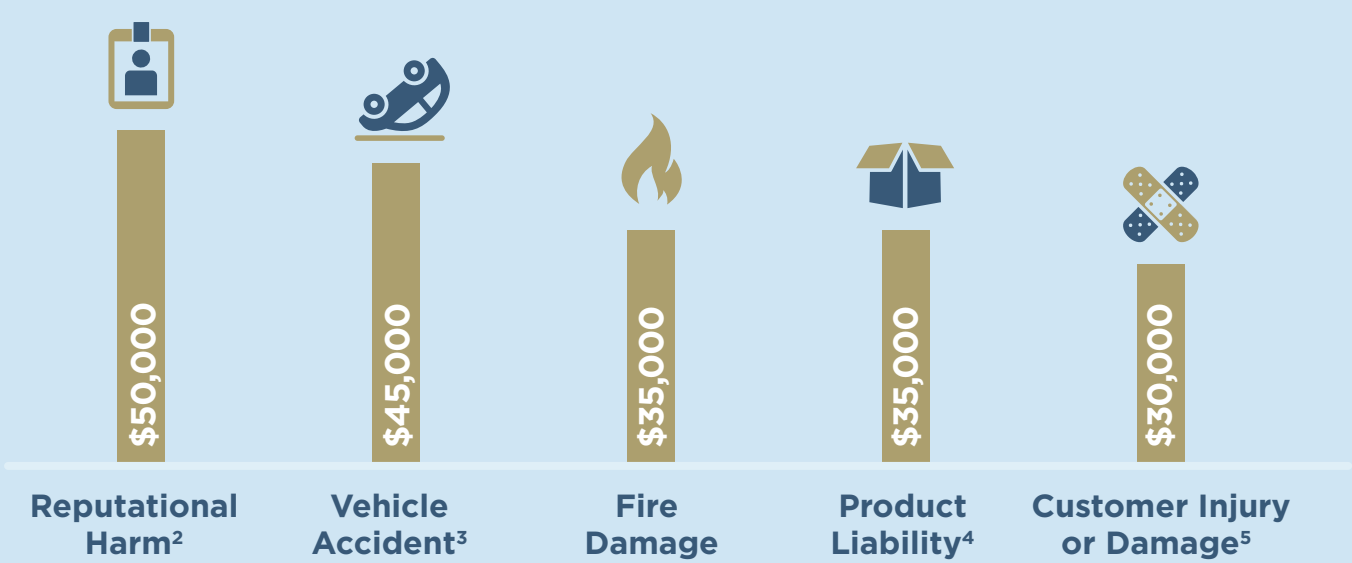 $50,000
$45,000
$35,000
$35,000
$30,000
Reputational
Harm²
Vehicle
Accident³
Fire
Damage
Product
Liability⁴
Customer Injury
or Damage⁵